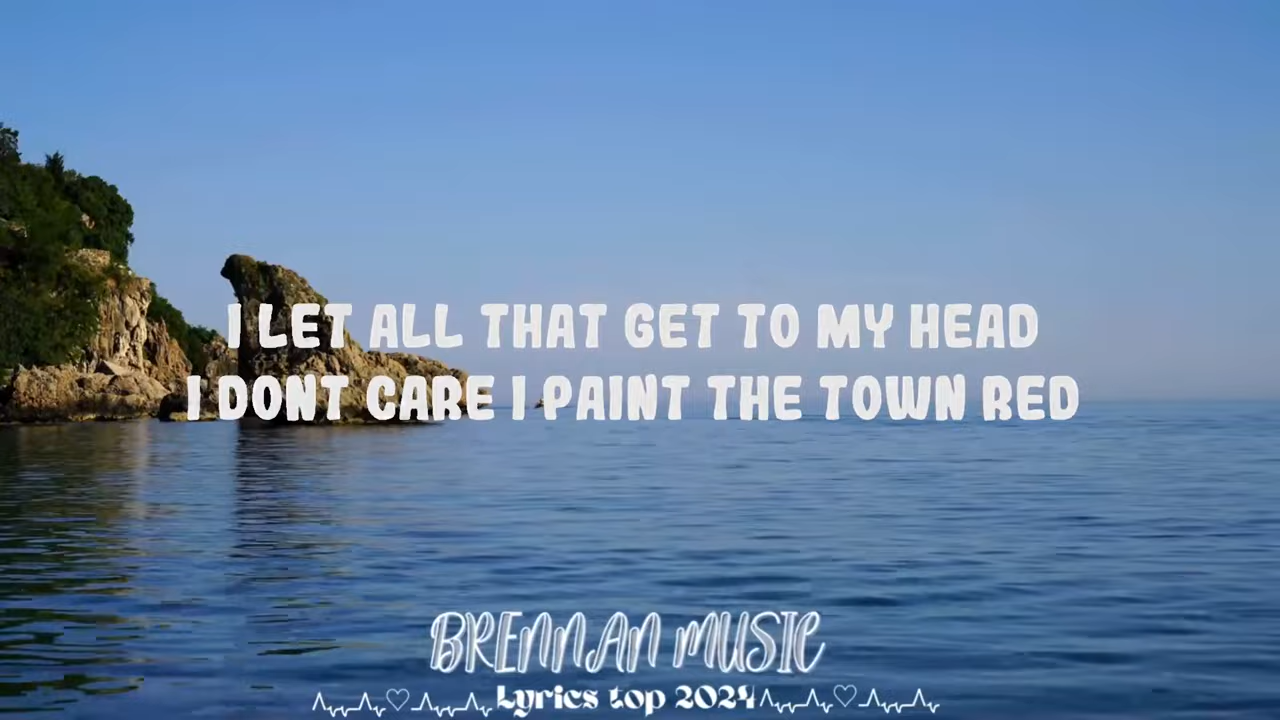 I LET ALL THAT GET TO MY HEAD
I DONT CARE I PAINT THE TOWN RED
BRENNAN MUSIC
Lyrics top 2024